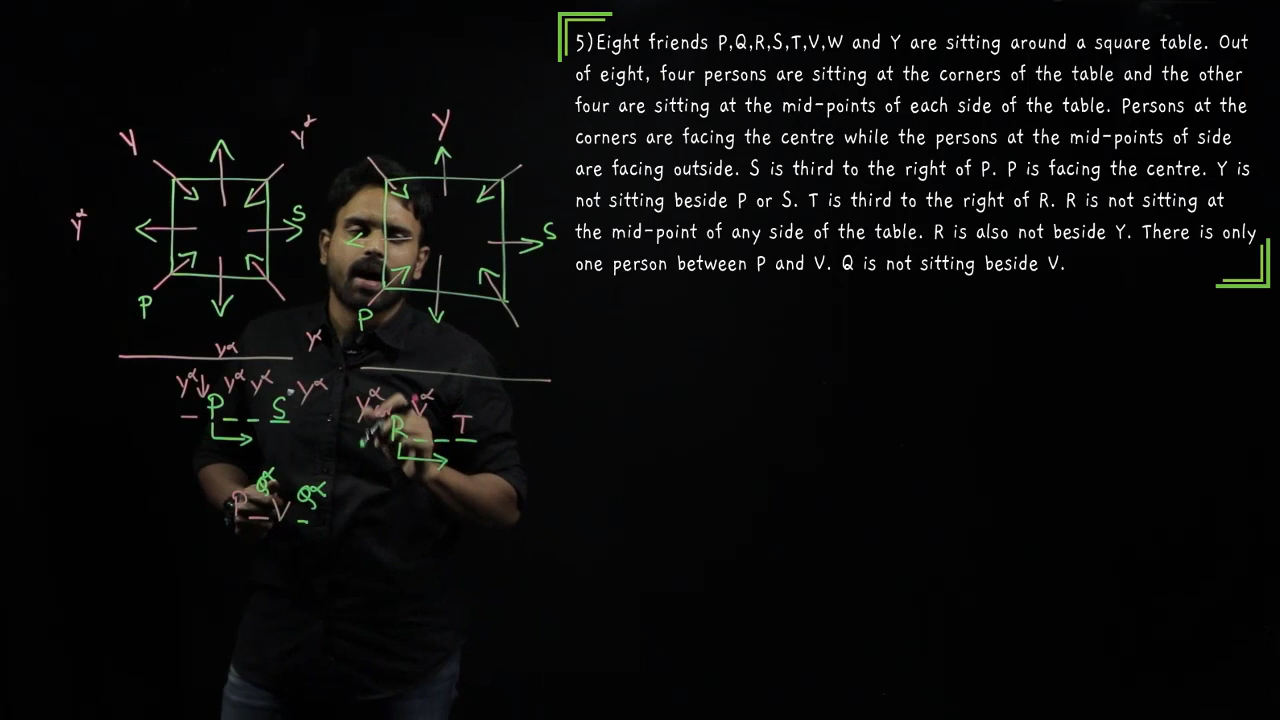 5)Eight friends P,Q,R,S,T,V,W and Y are sitting around a square table. Out
of eight, four persons are sitting at the corners of the table and the other
four are sitting at the mid-points of each side of the table. Persons at the
corners are facing the centre while the persons at the mid-points of side
are facing outside. S is third to the right of P. P is facing the centre. Y is
not sitting beside P or S. T is third to the right of R. R is not sitting at
the mid-point of any side of the table. R is also not beside Y. There is only
one person between P and V. Q is not sitting beside V.
Y
S
P
Y
S
P
P _ _ S
R _ _ T
P _ V _